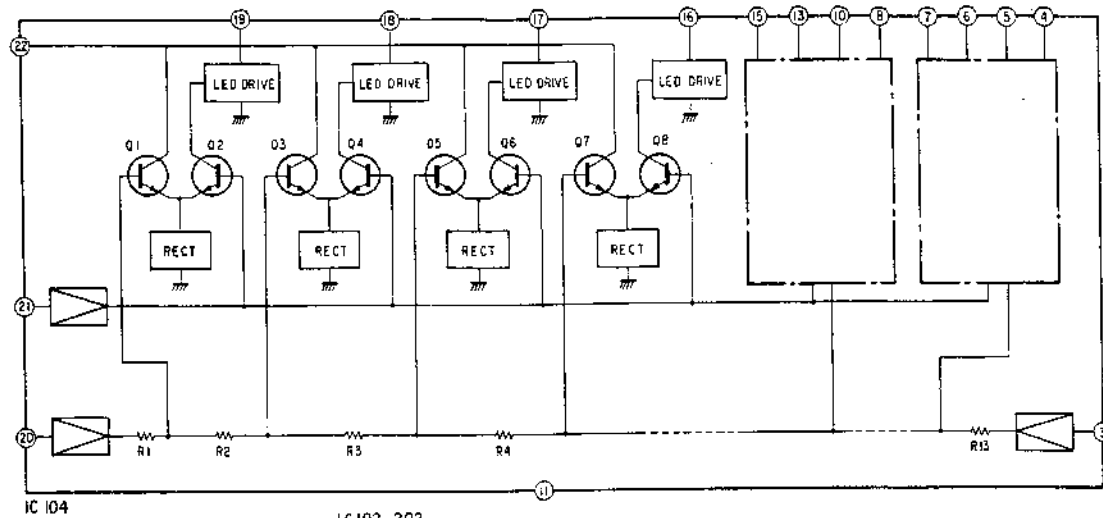 19 18 17 16 15 13 10 8 7 6 5 4
22
LED DRIVE LED DRIVE LED DRIVE LED DRIVE
Q1 Q2 Q3 Q4 Q5 Q6 Q7 Q8
RECT RECT RECT RECT
21
20 3
R1 R2 R3 R4 R13
11
IC 104